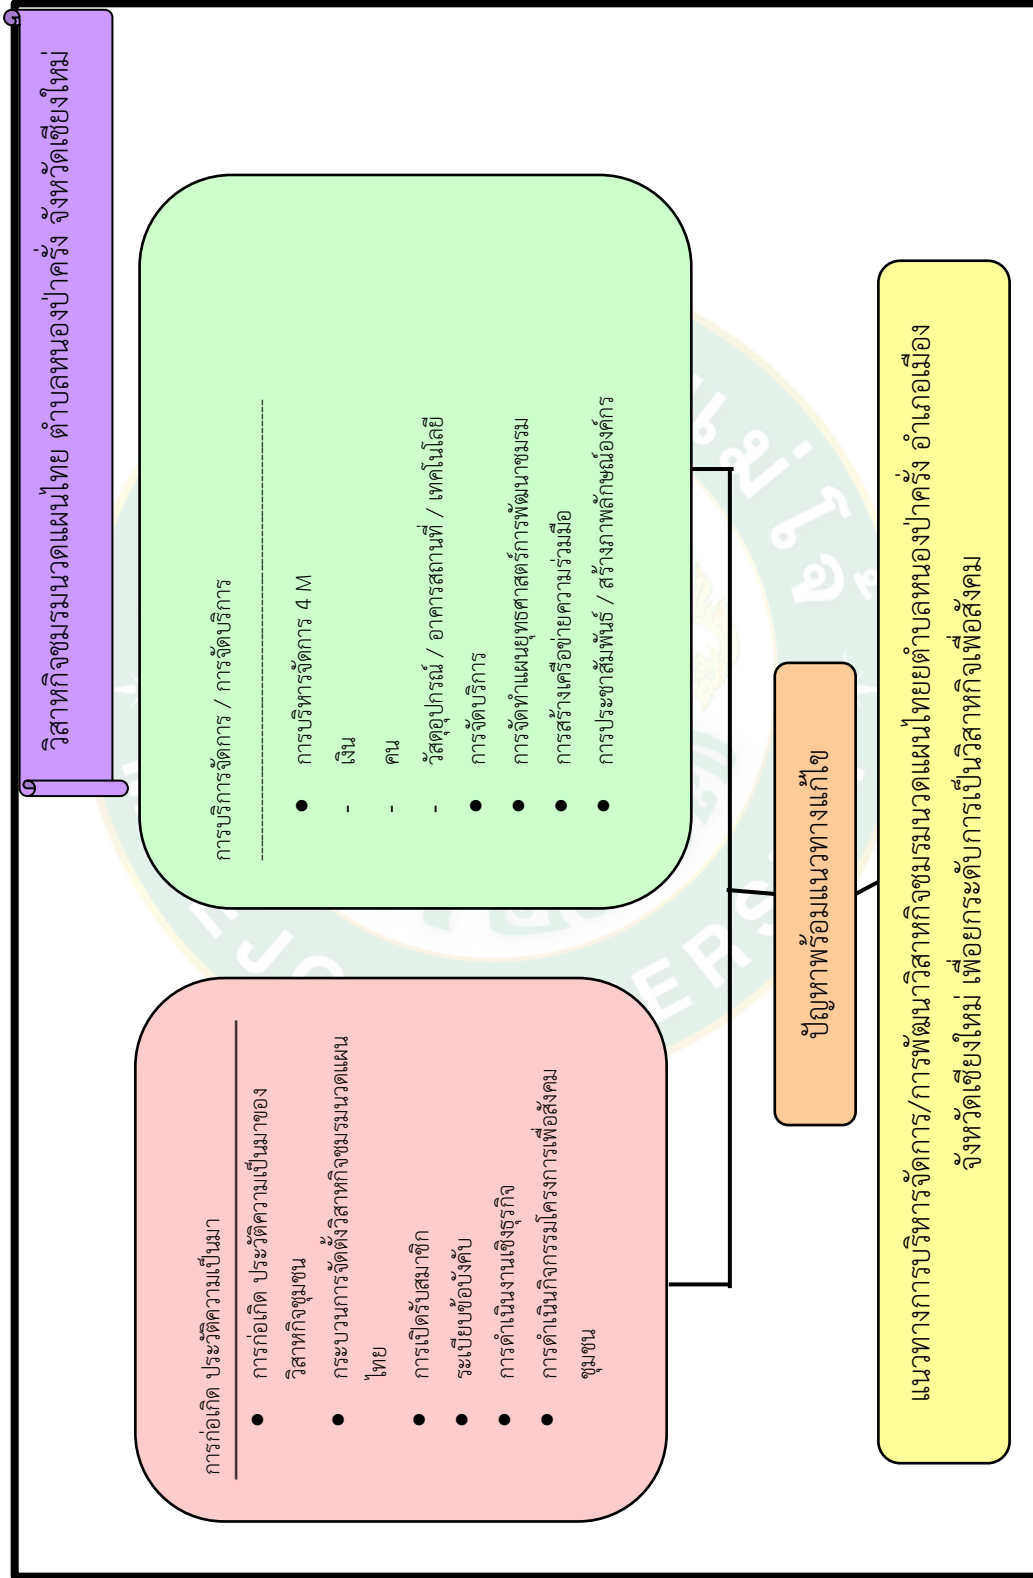 วิสาหกิจชมรมนวดแผนไทย ตำบลหนองป่าครั่ง จังหวัดเชียงใหม่
การก่อเกิด ประวัติความเป็นมา
● การก่อเกิด ประวัติความเป็นมาของ
วิสาหกิจชุมชน
● กระบวนการจัดตั้งวิสาหกิจชมรมนวดแผน
ไทย
● การเปิดรับสมาชิก
● ระเบียบข้อบังคับ
● การดำเนินงานเชิงธุรกิจ
● การดำเนินกิจกรรมโครงการเพื่อสังคม
ชุมชน
การบริการจัดการ / การจัดบริการ
● การบริหารจัดการ 4 M
- เงิน
- คน
- วัสดุอุปกรณ์ / อาคารสถานที่ / เทคโนโลยี
● การจัดบริการ
● การจัดทำแผนยุทธศาสตร์การพัฒนาชมรม
● การสร้างเครือข่ายความร่วมมือ
● การประชาสัมพันธ์ / สร้างภาพลักษณ์องค์กร
ปัญหาพร้อมแนวทางแก้ไข
แนวทางการบริหารจัดการ/การพัฒนาวิสาหกิจชมรมนวดแผนไทยยตำบลหนองป่าครั่ง อำเภอเมือง
จังหวัดเชียงใหม่ เพื่อยกระดับการเป็นวิสาหกิจเพื่อสังคม